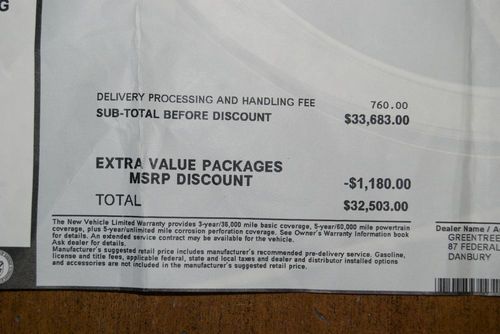 G
DELIVERY PROCESSING AND HANDLING FEE 760.00
SUB-TOTAL BEFORE DISCOUNT $33,683.00
EXTRA VALUE PACKAGES
MSRP DISCOUNT -$1,180.00
TOTAL $32,503.00
The New Vehicle Limited Warranty provides 3-year/36,000 mile basic coverage, 5-year/60,000 mile powertrain
coverage, plus 5-year/unlimited mile corrosion perforation coverage. See Owner's Warranty Information book
for details. An extended service contract may be available for the vehicle.
Ask dealer for details.
Manufacturer's suggested retail price includes manufacturer's recommended pre-delivery service. Gasoline,
license and title fees, applicable federal, state and local taxes and dealer and distributor installed options
and accessories are not included in the manufacturer's suggested retail price.
Dealer Name / A
GREENTREE
87 FEDERAL
DANBURY